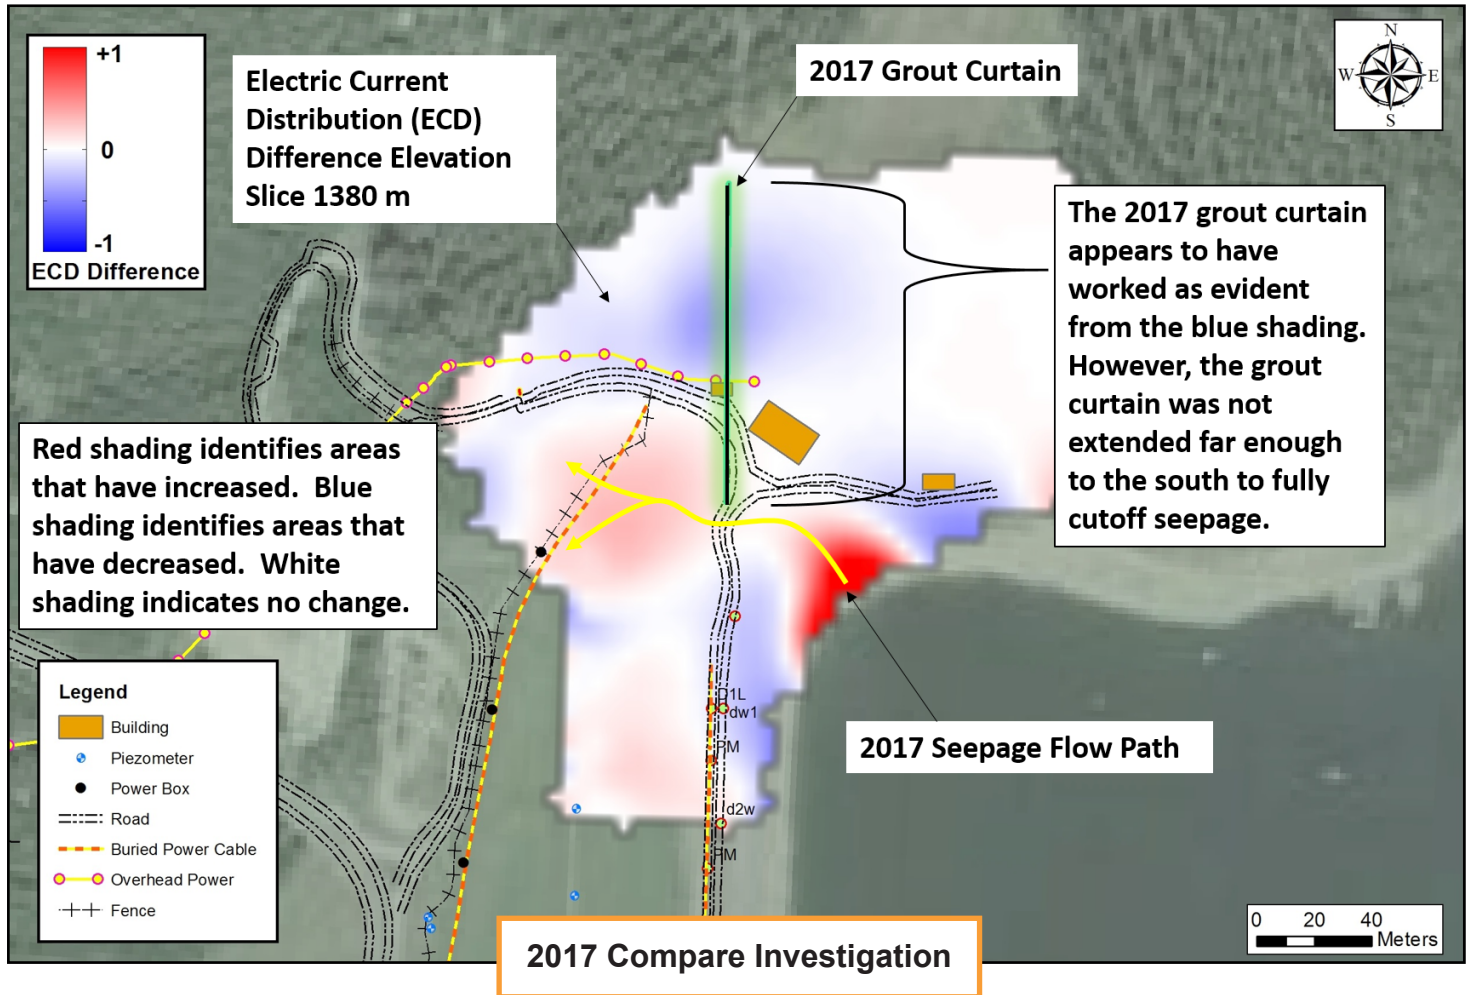 +1
0
-1
ECD Difference
Electric Current
Distribution (ECD)
Difference Elevation
Slice 1380 m
2017 Grout Curtain
N
W
E
S
The 2017 grout curtain
appears to have
worked as evident
from the blue shading.
However, the grout
curtain was not
extended far enough
to the south to fully
cutoff seepage.
Red shading identifies areas
that have increased. Blue
shading identifies areas that
have decreased. White
shading indicates no change.
2017 Seepage Flow Path
dw1
d2w
Legend
Building
Piezometer
Power Box
Road
Buried Power Cable
Overhead Power
Fence
0 20 40
Meters
2017 Compare Investigation